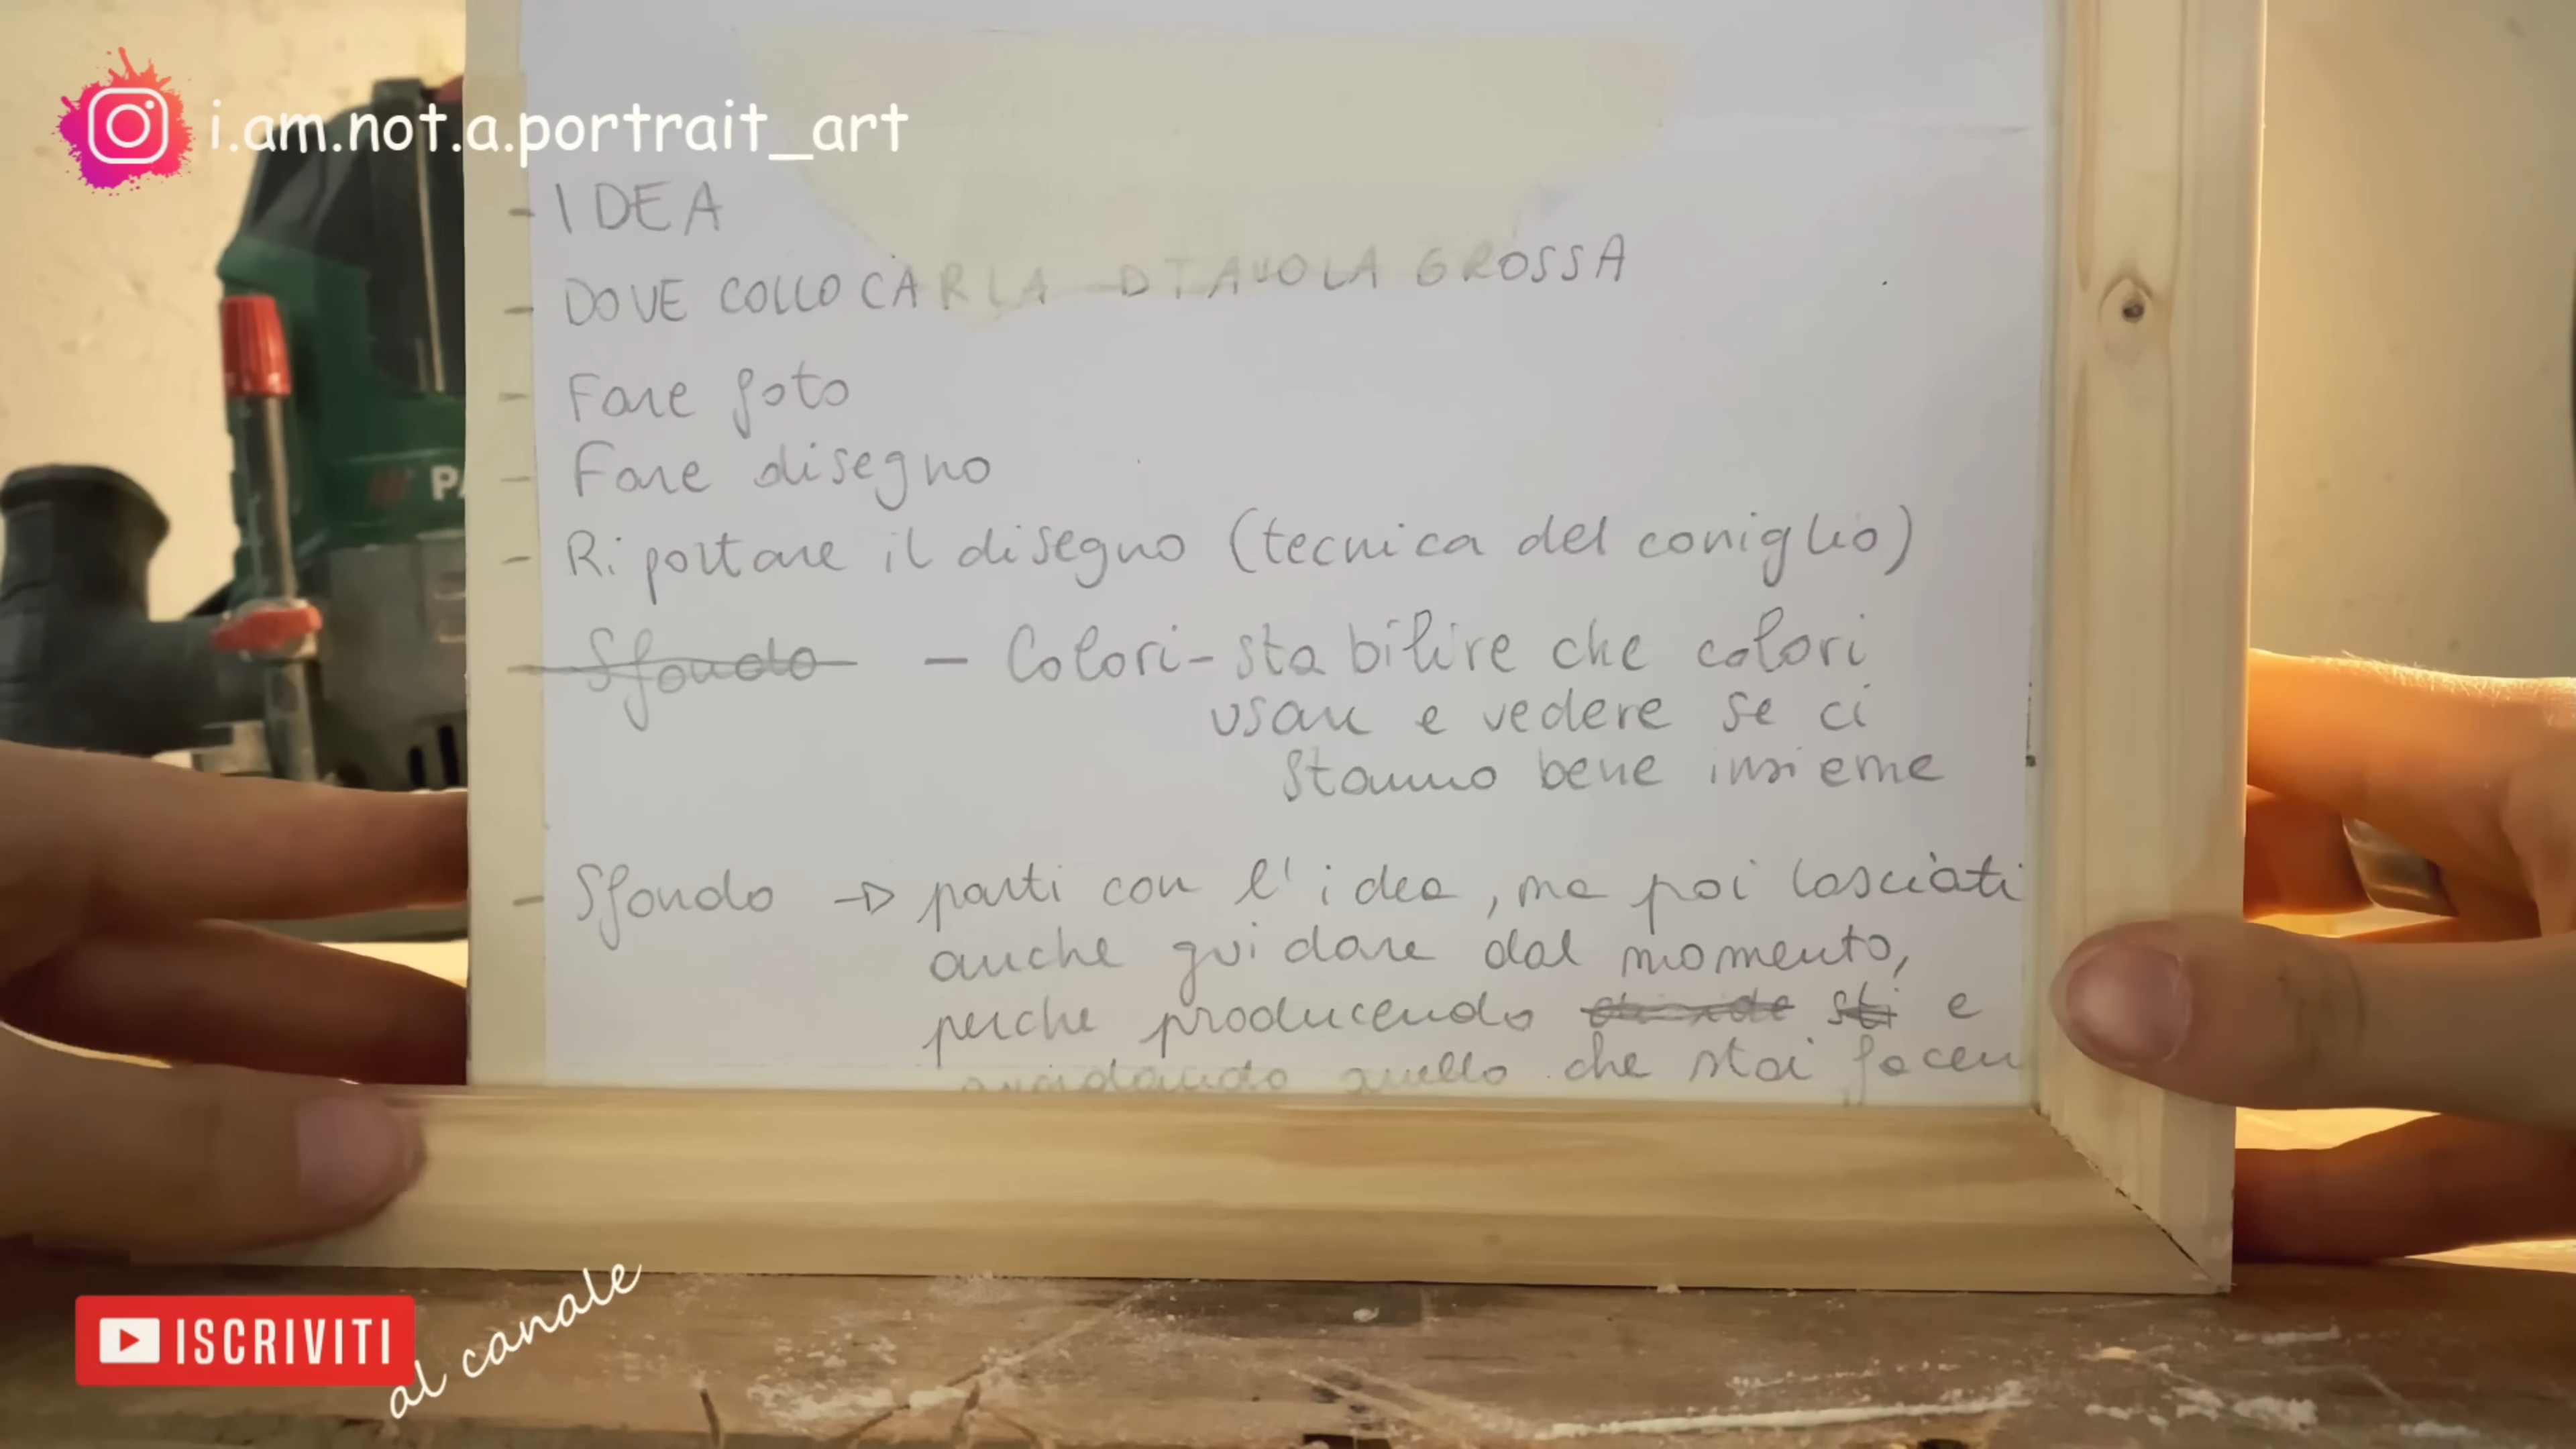 i.am.not.a.portrait_art
- IDEA
- DOVE COLLOCARLA → TAVOLA GROSSA
- Fare foto
- Fare disegno
- Riportare il disegno (tecnica del coniglio)
- Sfondo - Colori - stabilire che colori
usare e vedere se ci
stanno bene insieme
- Sfondo → parti con l'idea, ma poi lasciati
anche guidare dal momento,
perche producendo e
guardando quello che stai facen
ISCRIVITI
al canale